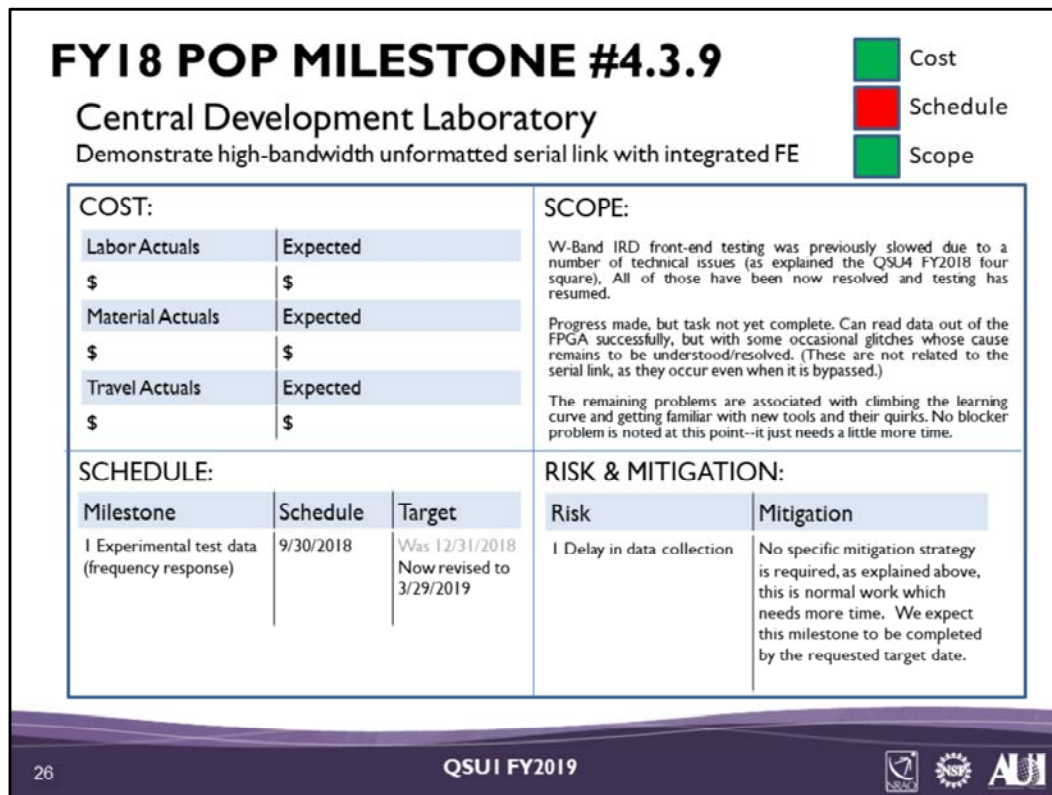 FY18 POP MILESTONE #4.3.9
Central Development Laboratory
Demonstrate high-bandwidth unformatted serial link with integrated FE
Cost
Schedule
Scope
COST:
Labor Actuals Expected
$ $
Material Actuals Expected
$ $
Travel Actuals Expected
$ $
SCOPE:
W-Band IRD front-end testing was previously slowed due to a
number of technical issues (as explained the QSU4 FY2018 four
square), All of those have been now resolved and testing has
resumed.
Progress made, but task not yet complete. Can read data out of the
FPGA successfully, but with some occasional glitches whose cause
remains to be understood/resolved. (These are not related to the
serial link, as they occur even when it is bypassed.)
The remaining problems are associated with climbing the learning
curve and getting familiar with new tools and their quirks. No blocker
problem is noted at this point--it just needs a little more time.
SCHEDULE:
Milestone Schedule Target
1 Experimental test data 9/30/2018 Was 12/31/2018
(frequency response) Now revised to
3/29/2019
RISK & MITIGATION:
Risk Mitigation
1 Delay in data collection No specific mitigation strategy
is required, as explained above,
this is normal work which
needs more time. We expect
this milestone to be completed
by the requested target date.
26
QSU1 FY2019
NRAO
NSF
AUI